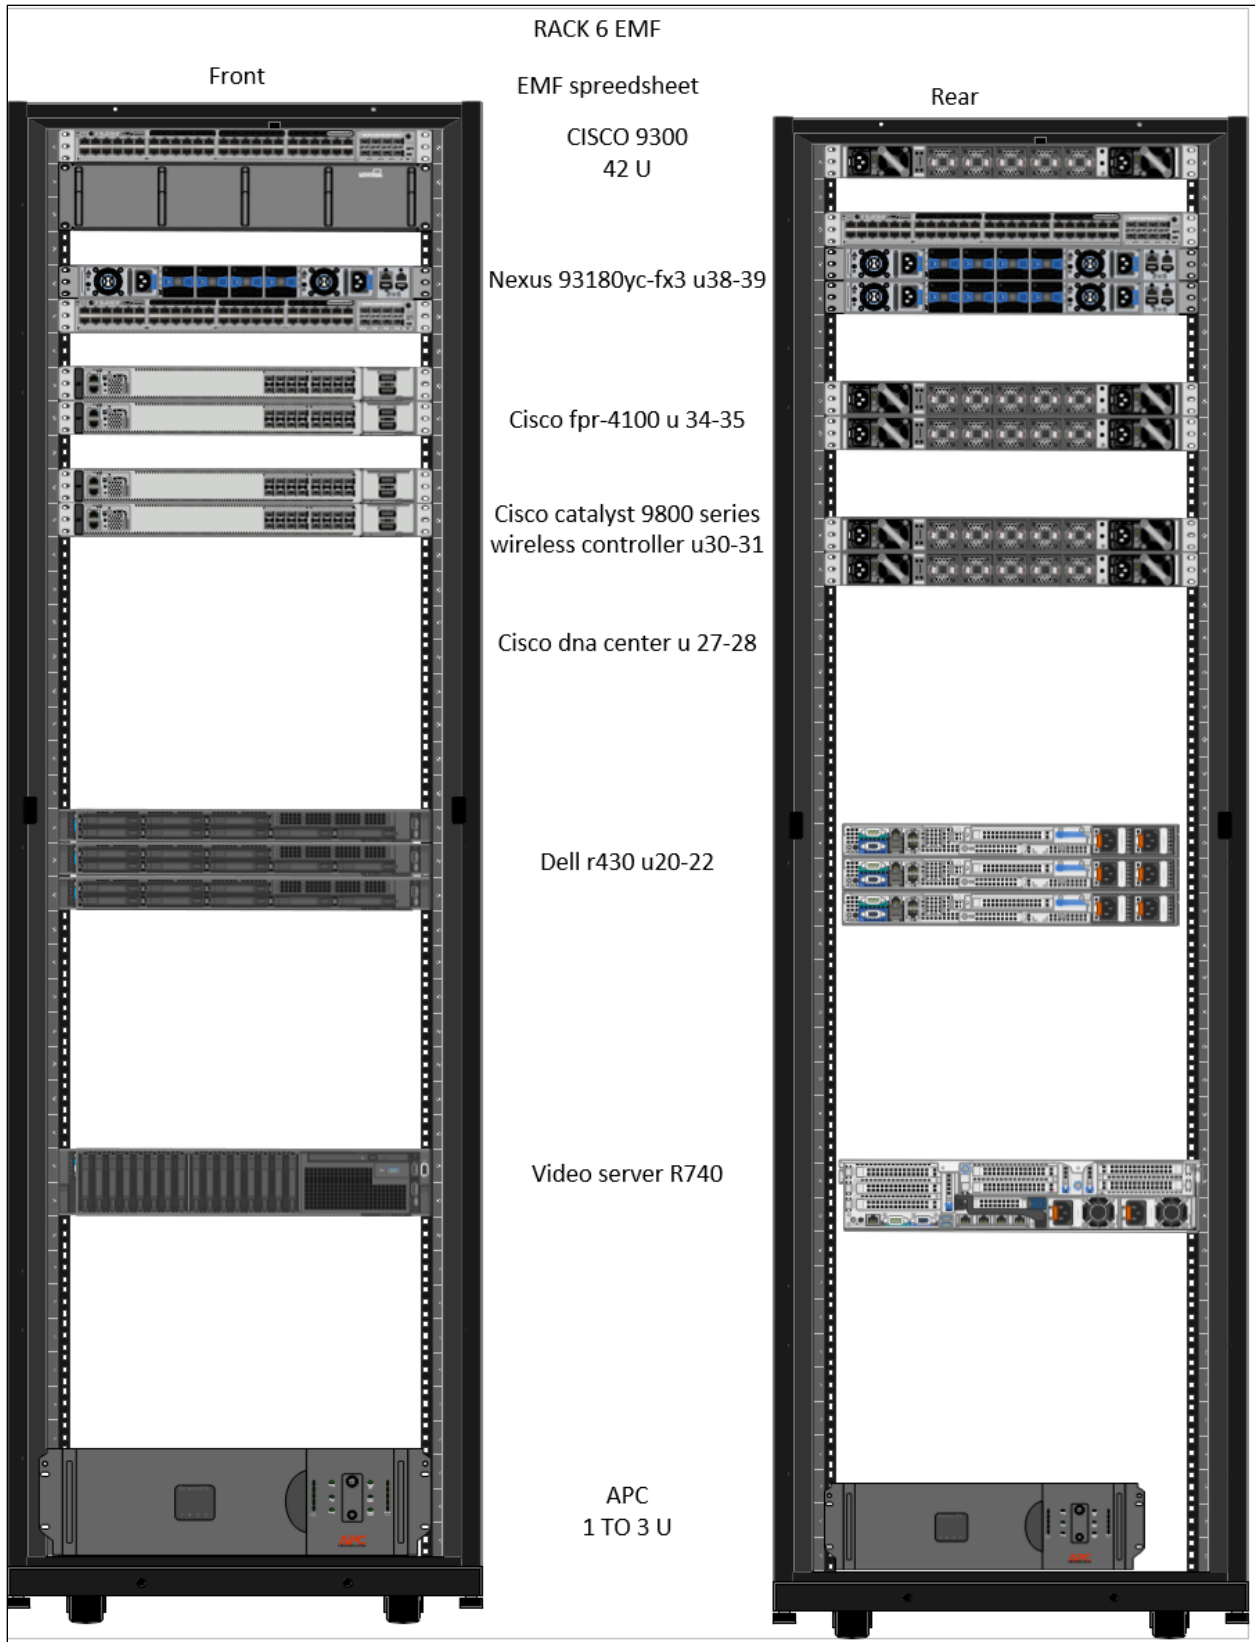 RACK 6 EMF
Front
EMF spreedsheet
Rear
CISCO 9300
42 U
Nexus 93180yc-fx3 u38-39
Cisco fpr-4100 u 34-35
Cisco catalyst 9800 series
wireless controller u30-31
Cisco dna center u 27-28
Dell r430 u20-22
Video server R740
APC
1 TO 3 U
APC
APC